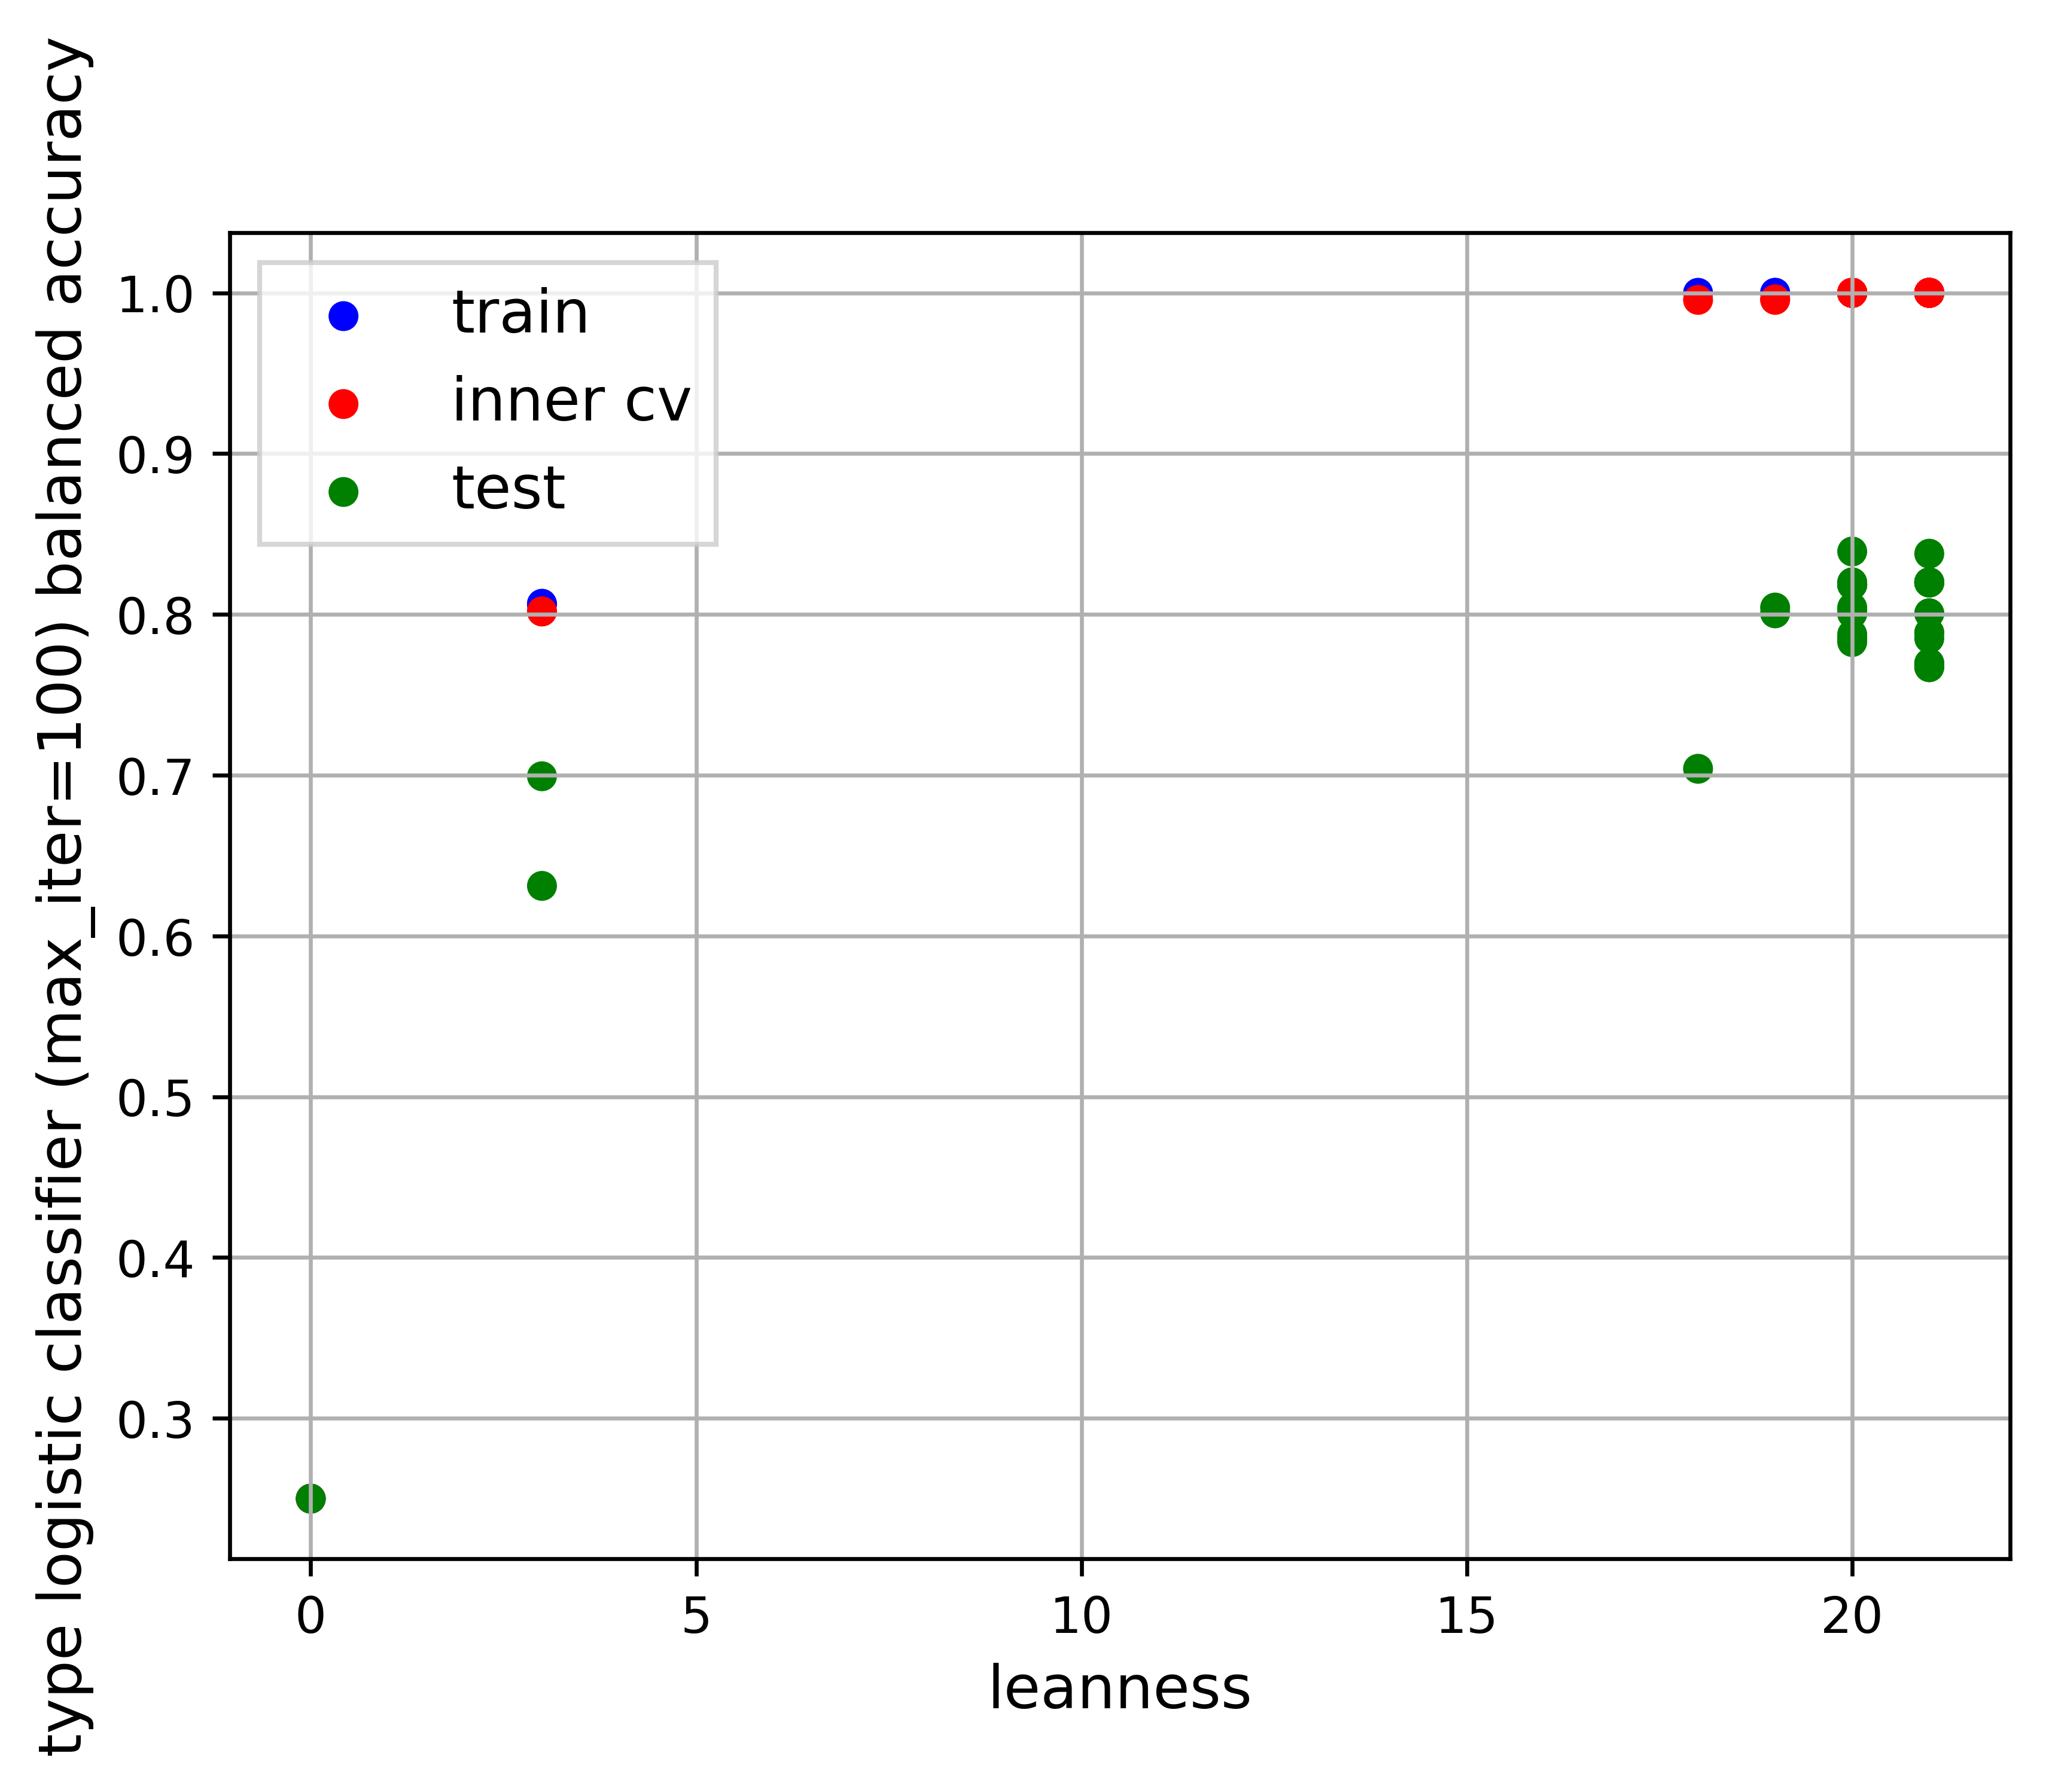 type logistic classifier (max_iter=100) balanced accuracy
1.0
0.9
0.8
0.7
0.6
0.5
0.4
0.3
train
inner cv
test
0
5
10
15
20
leanness